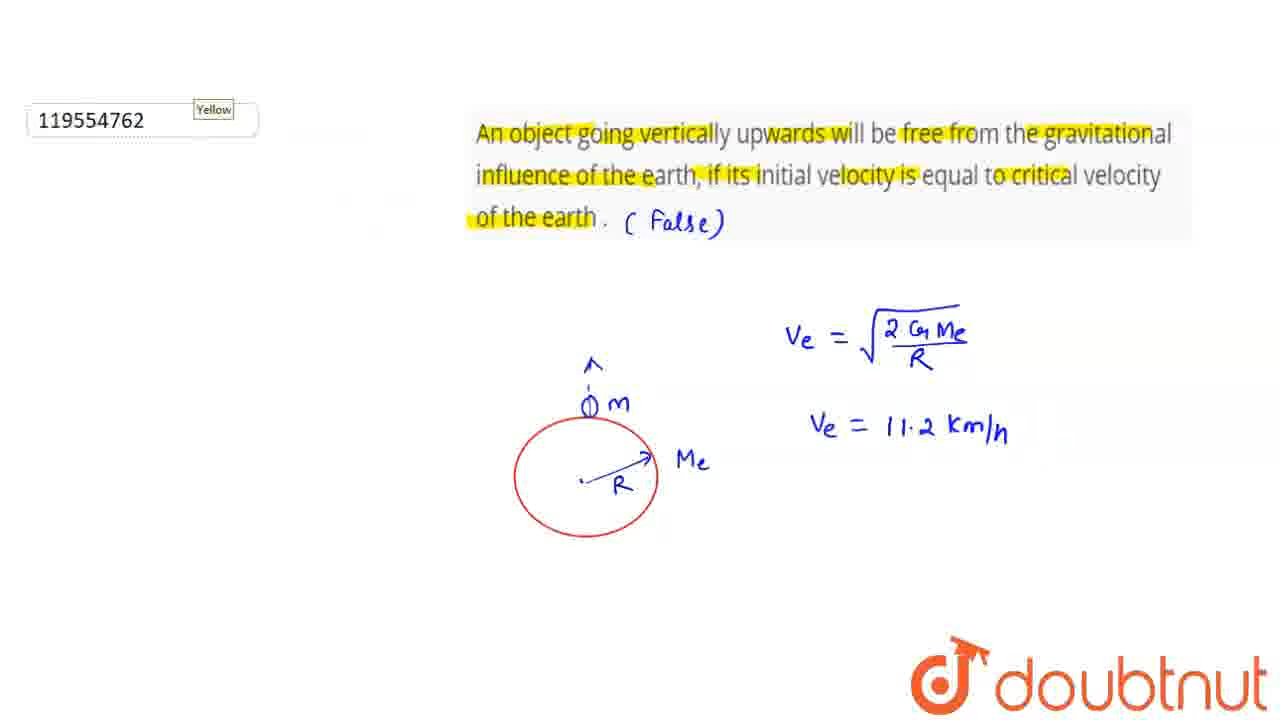 119554762
Yellow
An object going vertically upwards will be free from the gravitational
influence of the earth, if its initial velocity is equal to critical velocity
of the earth . ( False)
Ve = √(2 G Me / R)
m
Ve = 11.2 Km/h
Me
R
doubtnut